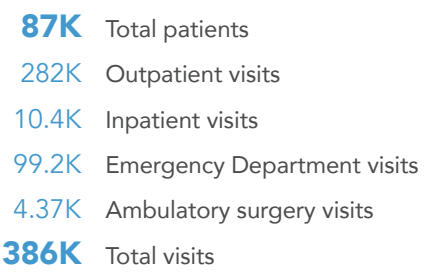 87K Total patients
282K Outpatient visits
10.4K Inpatient visits
99.2K Emergency Department visits
4.37K Ambulatory surgery visits
386K Total visits